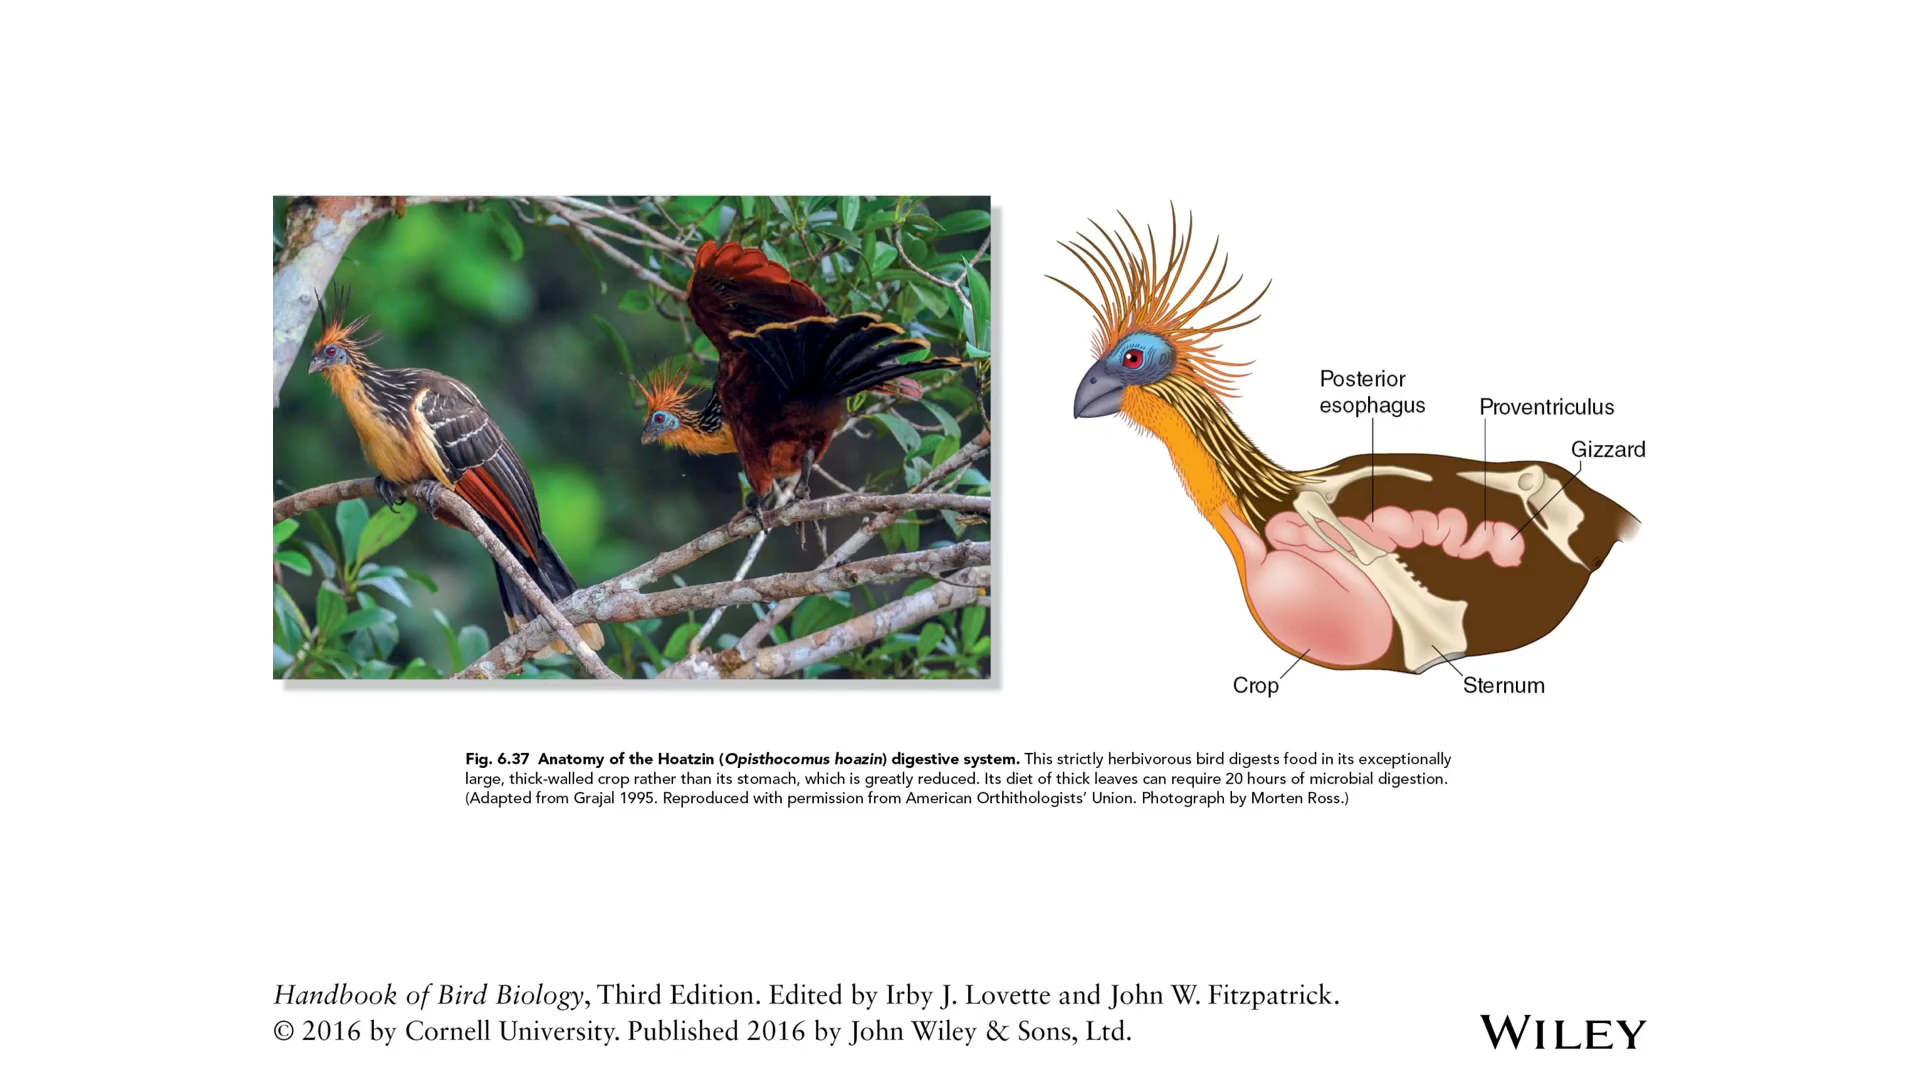 Posterior
esophagus
Proventriculus
Gizzard
Crop
Sternum
Fig. 6.37 Anatomy of the Hoatzin (Opisthocomus hoazin) digestive system. This strictly herbivorous bird digests food in its exceptionally
large, thick-walled crop rather than its stomach, which is greatly reduced. Its diet of thick leaves can require 20 hours of microbial digestion.
(Adapted from Grajal 1995. Reproduced with permission from American Orthithologists’ Union. Photograph by Morten Ross.)
Handbook of Bird Biology, Third Edition. Edited by Irby J. Lovette and John W. Fitzpatrick.
© 2016 by Cornell University. Published 2016 by John Wiley & Sons, Ltd.
WILEY